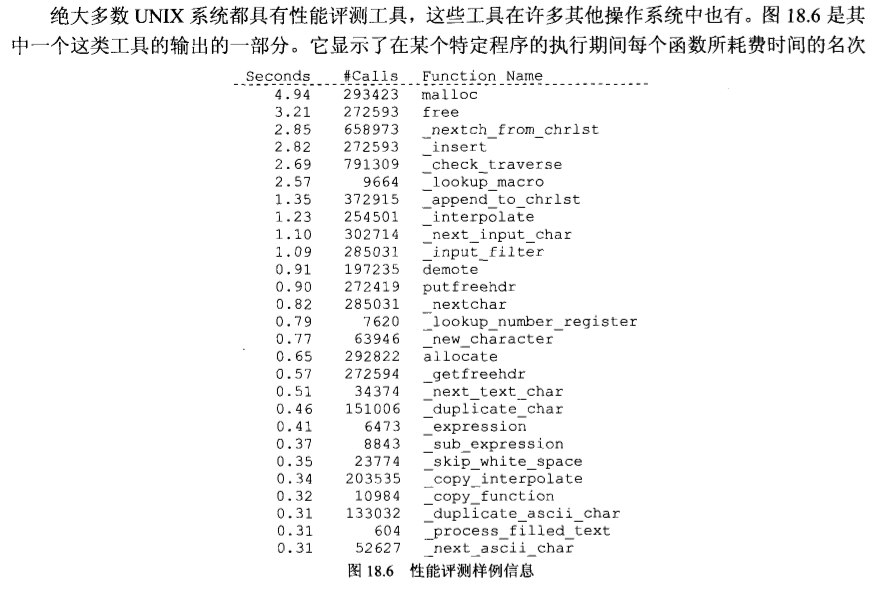 绝大多数 UNIX 系统都具有性能评测工具，这些工具在许多其他操作系统中也有。图 18.6 是其
中一个这类工具的输出的一部分。它显示了在某个特定程序的执行期间每个函数所耗费时间的名次
Seconds #Calls Function Name
4.94 293423 malloc
3.21 272593 free
2.85 658973 _nextch_from_chrlst
2.82 272593 _insert
2.69 791309 _check_traverse
2.57 9664 _lookup_macro
1.35 372915 _append_to_chrlst
1.23 254501 _interpolate
1.10 302714 _next_input_char
1.09 285031 _input_filter
0.91 197235 demote
0.90 272419 putfreehdr
0.82 285031 _nextchar
0.79 7620 _lookup_number_register
0.77 63946 _new_character
0.65 292822 allocate
0.57 272594 _getfreehdr
0.51 34374 _next_text_char
0.46 151006 _duplicate_char
0.41 6473 _expression
0.37 8843 _sub_expression
0.35 23774 _skip_white_space
0.34 203535 _copy_interpolate
0.32 10984 _copy_function
0.31 133032 _duplicate_ascii_char
0.31 604 _process_filled_text
0.31 52627 _next_ascii_char
图 18.6 性能评测样例信息